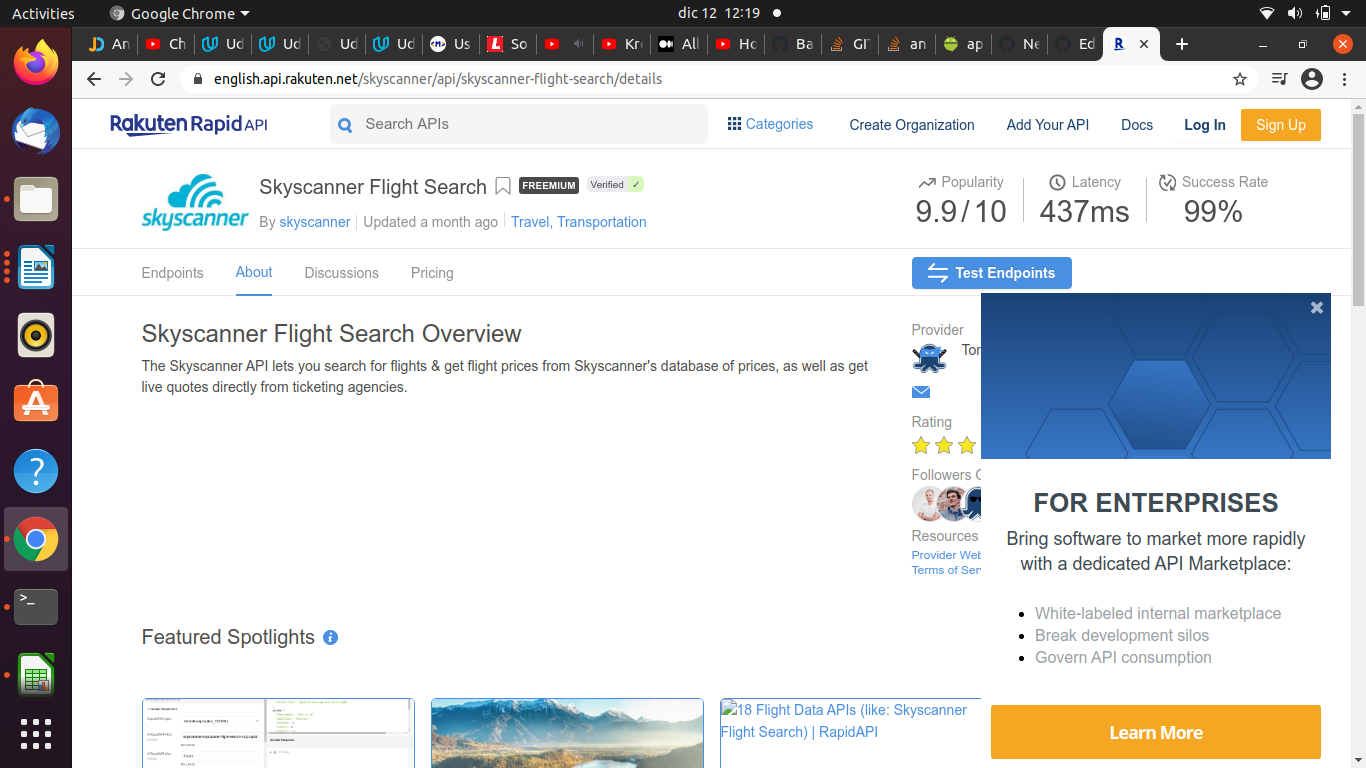 Activities
Google Chrome
dic 12 12:19
An
Ch
Ud
Ud
Ud
Ud
Us
So
Kr
All
Ho
Ba
GIT
an
ap
Ne
Ed
english.api.rakuten.net/skyscanner/api/skyscanner-flight-search/details
Rakuten Rapid API
Search APIs
Categories
Create Organization
Add Your API
Docs
Log In
Sign Up
skyscanner
Skyscanner Flight Search
FREEMIUM
Verified ✓
By skyscanner
Updated a month ago
Travel, Transportation
Popularity
9.9 / 10
Latency
437ms
Success Rate
99%
Endpoints
About
Discussions
Pricing
Test Endpoints
Skyscanner Flight Search Overview
The Skyscanner API lets you search for flights & get flight prices from Skyscanner's database of prices, as well as get
live quotes directly from ticketing agencies.
Provider
Tor
Rating
Followers
Resources
Provider Web
Terms of Ser
FOR ENTERPRISES
Bring software to market more rapidly
with a dedicated API Marketplace:
White-labeled internal marketplace
Break development silos
Govern API consumption
Learn More
Featured Spotlights
18 Flight Data APIs (like: Skyscanner
Flight Search) | RapidAPI